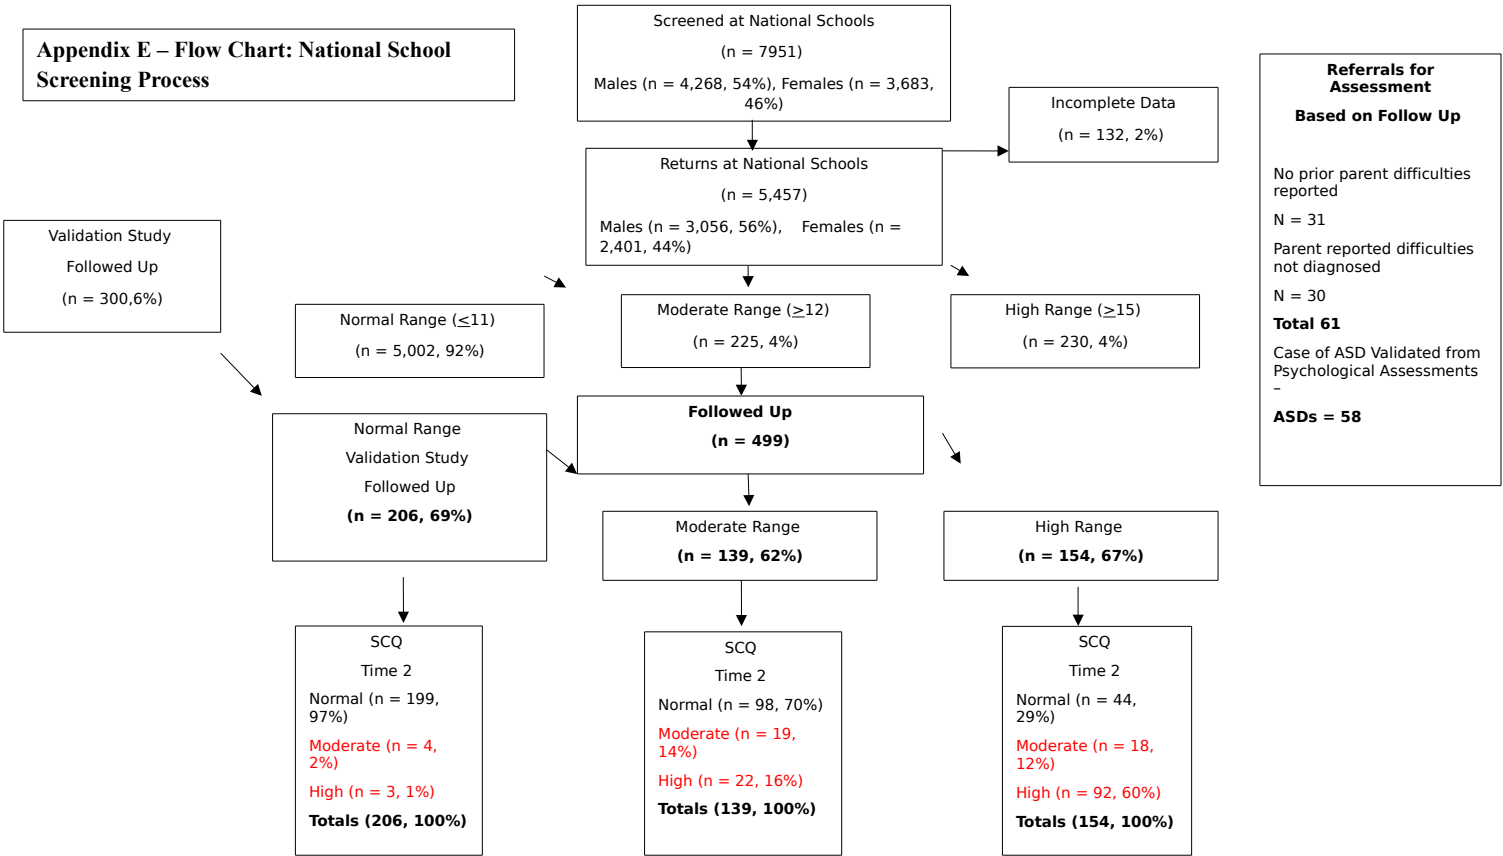 Appendix E – Flow Chart: National School
Screening Process
Screened at National Schools
(n = 7951)
Males (n = 4,268, 54%), Females (n = 3,683,
46%)
Incomplete Data
(n = 132, 2%)
Returns at National Schools
(n = 5,457)
Males (n = 3,056, 56%), Females (n =
2,401, 44%)
Validation Study
Followed Up
(n = 300,6%)
Normal Range (≤11)
(n = 5,002, 92%)
Moderate Range (≥12)
(n = 225, 4%)
High Range (≥15)
(n = 230, 4%)
Followed Up
(n = 499)
Normal Range
Validation Study
Followed Up
(n = 206, 69%)
Moderate Range
(n = 139, 62%)
High Range
(n = 154, 67%)
SCQ
Time 2
Normal (n = 199,
97%)
Moderate (n = 4,
2%)
High (n = 3, 1%)
Totals (206, 100%)
SCQ
Time 2
Normal (n = 98, 70%)
Moderate (n = 19,
14%)
High (n = 22, 16%)
Totals (139, 100%)
SCQ
Time 2
Normal (n = 44,
29%)
Moderate (n = 18,
12%)
High (n = 92, 60%)
Totals (154, 100%)
Referrals for
Assessment
Based on Follow Up
No prior parent difficulties
reported
N = 31
Parent reported difficulties
not diagnosed
N = 30
Total 61
Case of ASD Validated from
Psychological Assessments
–
ASDs = 58